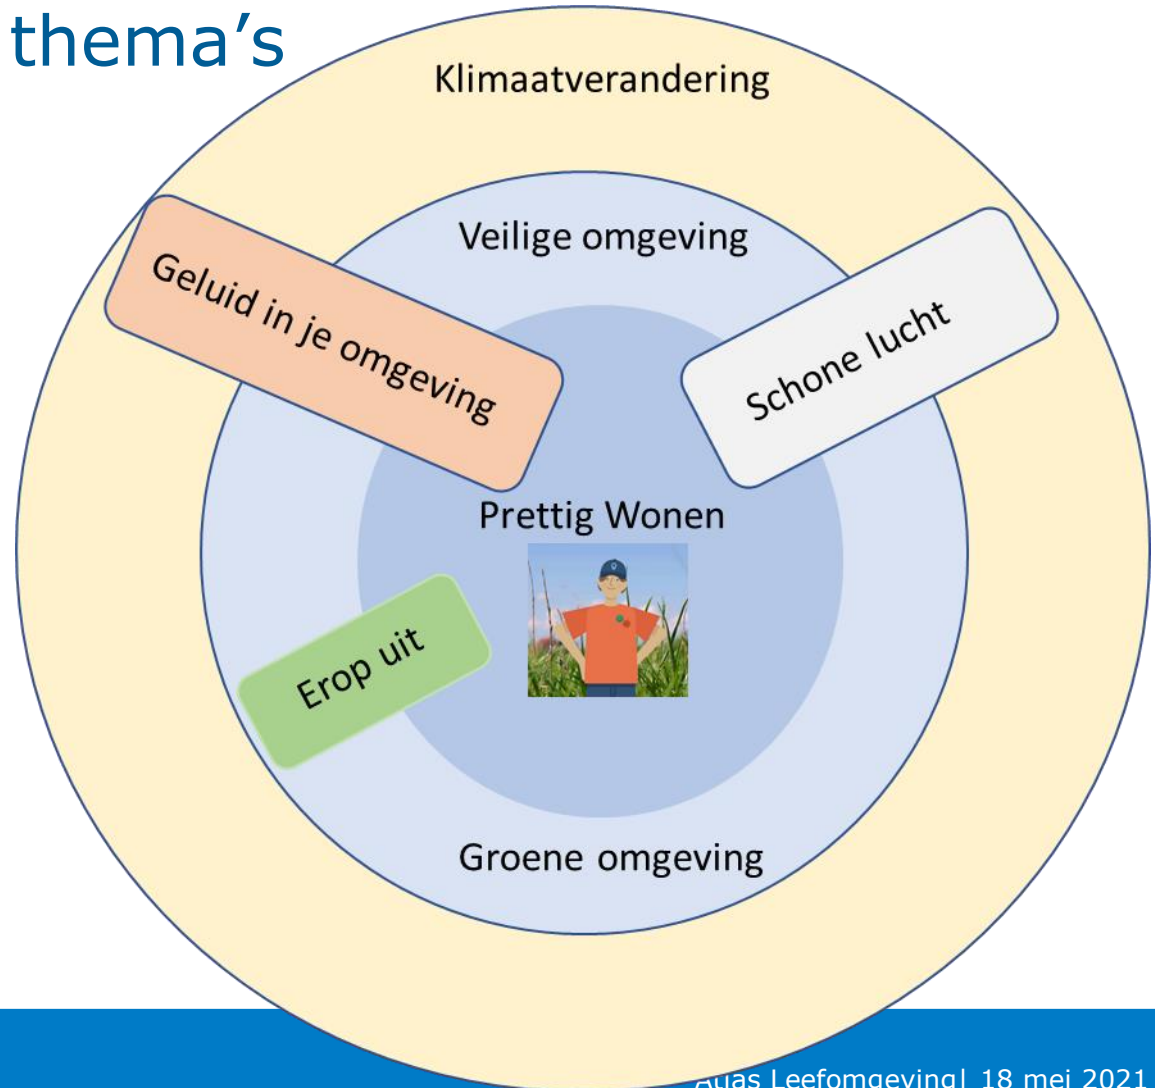 thema's
Klimaatverandering
Veilige omgeving
Geluid in je omgeving
Schone lucht
Prettig Wonen
Erop uit
Groene omgeving
Atlas Leefomgeving| 18 mei 2021